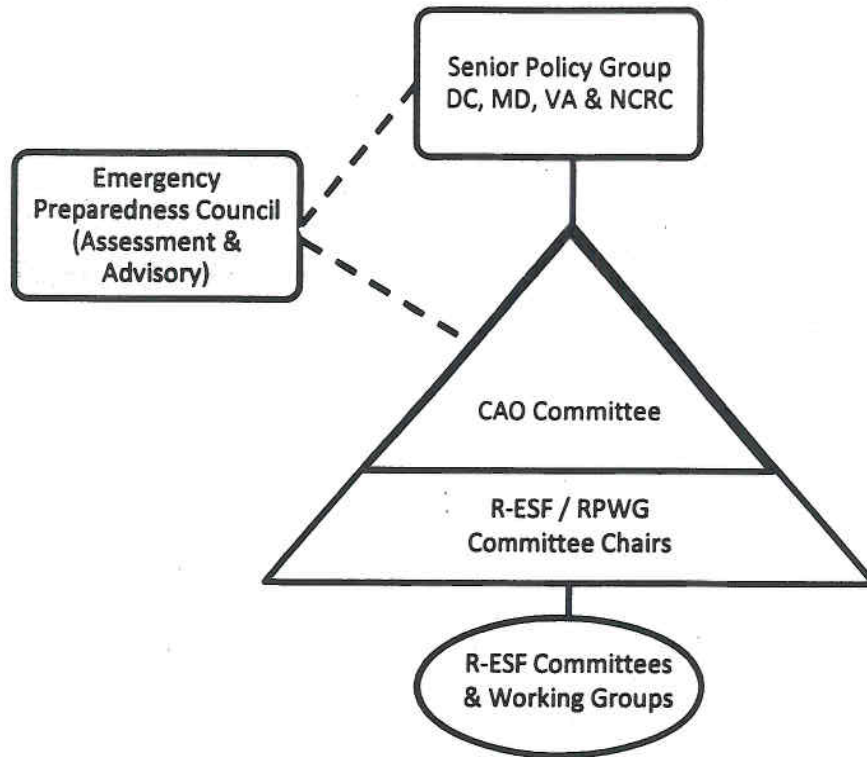 Senior Policy Group
DC, MD, VA & NCRC
Emergency
Preparedness Council
(Assessment &
Advisory)
CAO Committee
R-ESF / RPWG
Committee Chairs
R-ESF Committees
& Working Groups